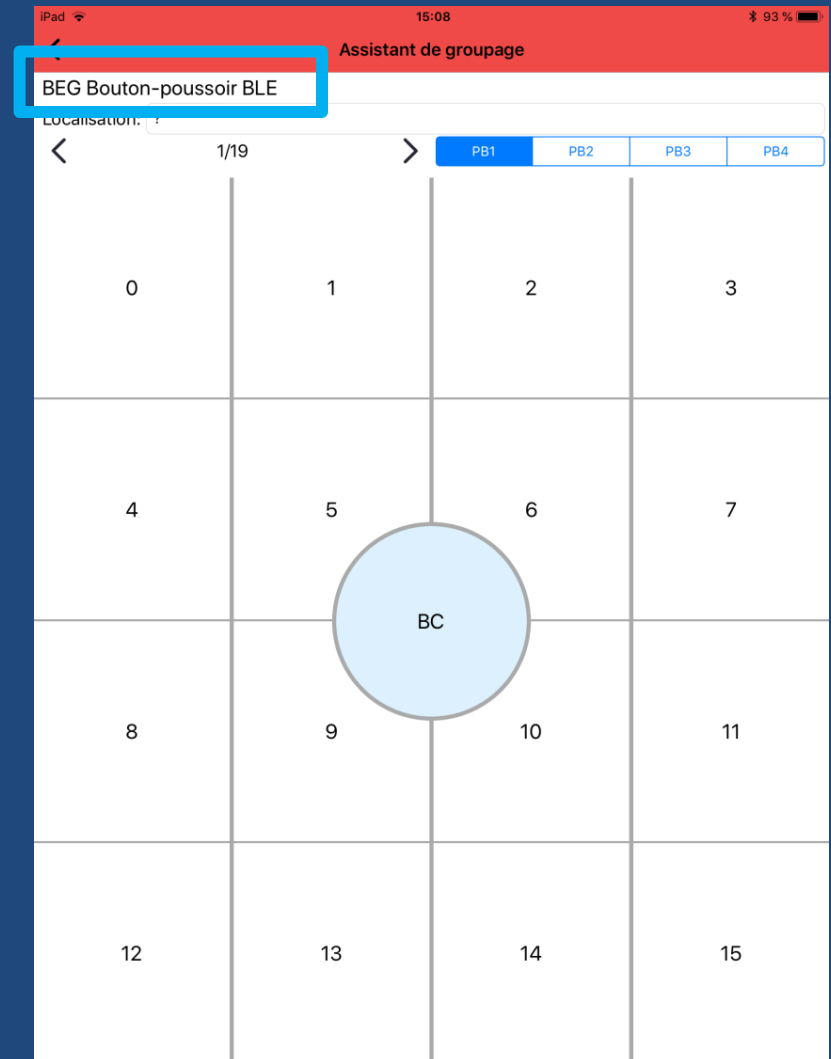 iPad 15:08 93 %
Assistant de groupage
BEG Bouton-poussoir BLE
Localisation: ?
1/19 PB1 PB2 PB3 PB4
0 1 2 3
4 5 6 7
BC
8 9 10 11
12 13 14 15